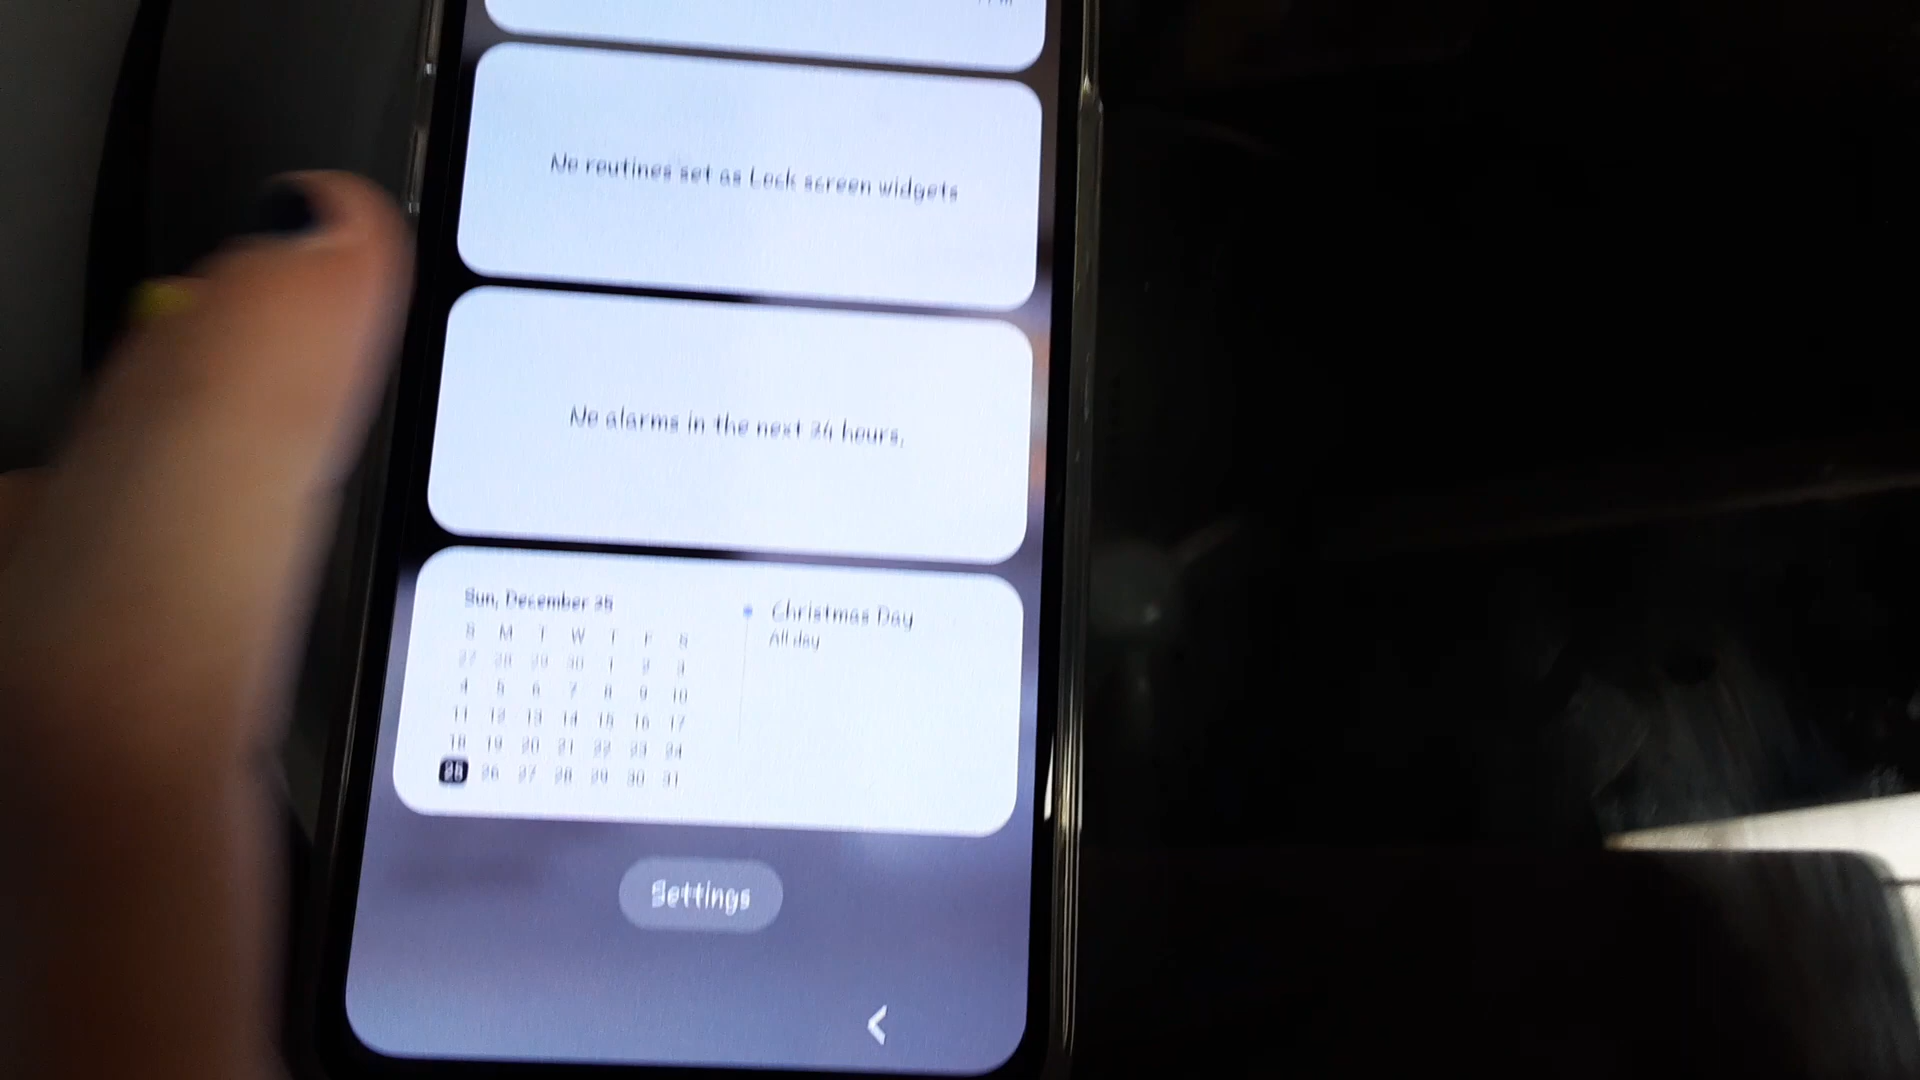 No routines set as Lock screen widgets
No alarms in the next 24 hours.
Sun, December 25
Christmas Day
All day
S M T W T F S
27 28 29 30 1 2 3
4 5 6 7 8 9 10
11 12 13 14 15 16 17
18 19 20 21 22 23 24
25 26 27 28 29 30 31
Settings